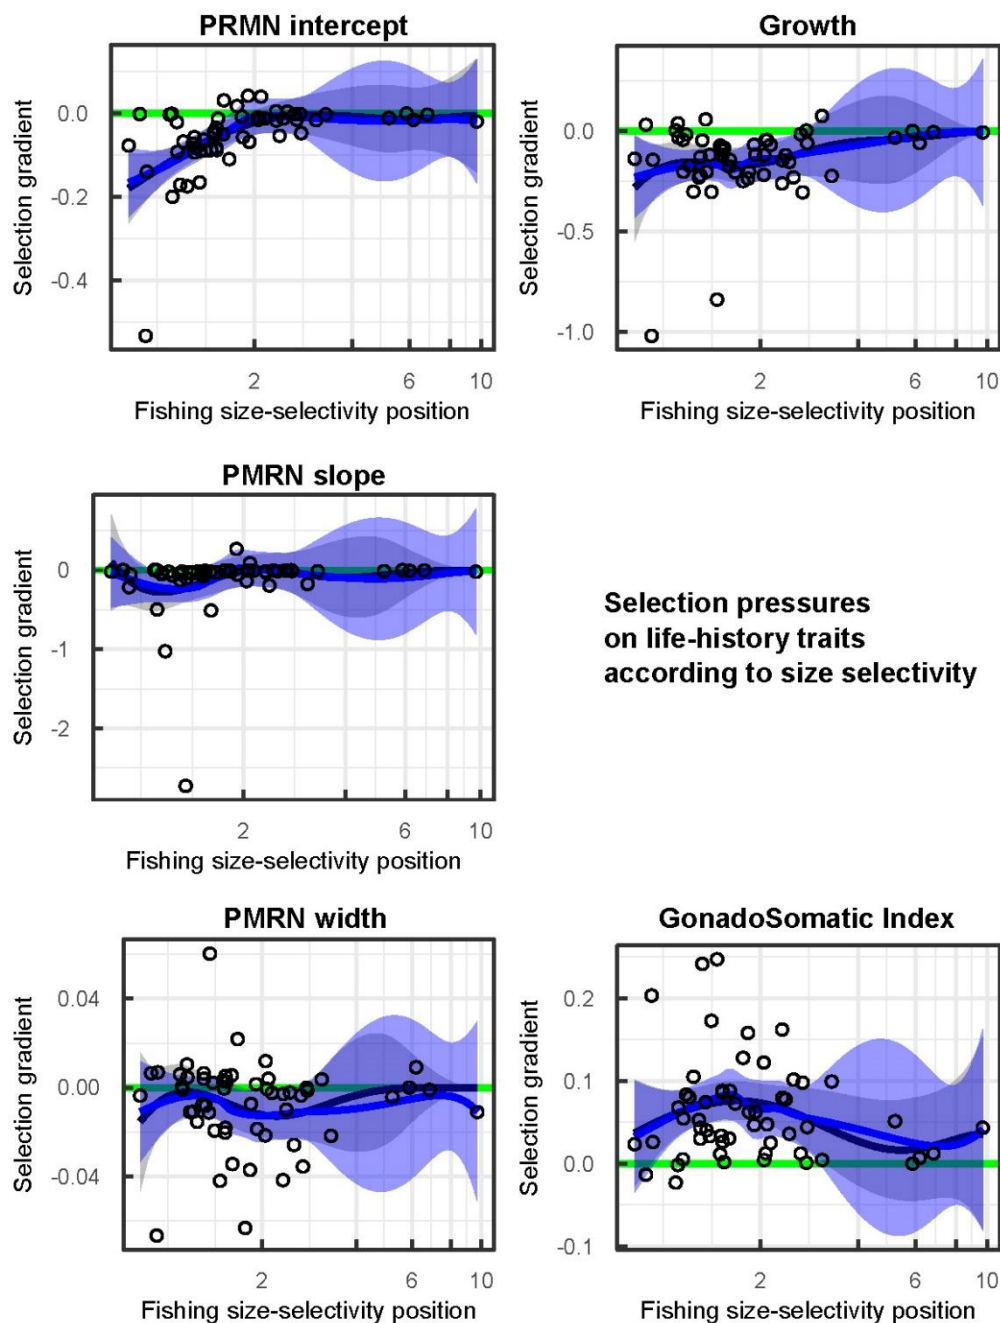 PRMN intercept
Selection gradient
0.0
-0.2
-0.4
2 6 10
Fishing size-selectivity position
Growth
Selection gradient
0.0
-0.5
-1.0
2 6 10
Fishing size-selectivity position
PMRN slope
Selection gradient
0
-1
-2
2 6 10
Fishing size-selectivity position
Selection pressures
on life-history traits
according to size selectivity
PMRN width
Selection gradient
0.04
0.00
-0.04
2 6 10
Fishing size-selectivity position
GonadoSomatic Index
Selection gradient
0.2
0.1
0.0
-0.1
2 6 10
Fishing size-selectivity position